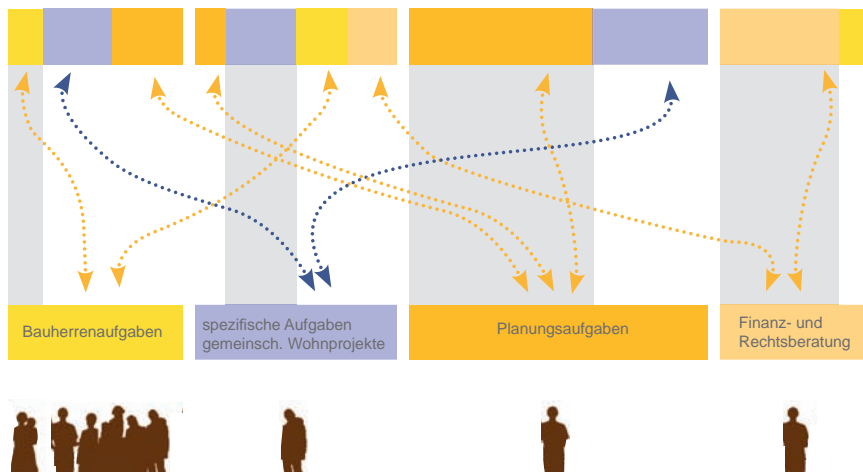 Bauherrenaufgaben
spezifische Aufgaben
gemeinsch. Wohnprojekte
Planungsaufgaben
Finanz- und
Rechtsberatung